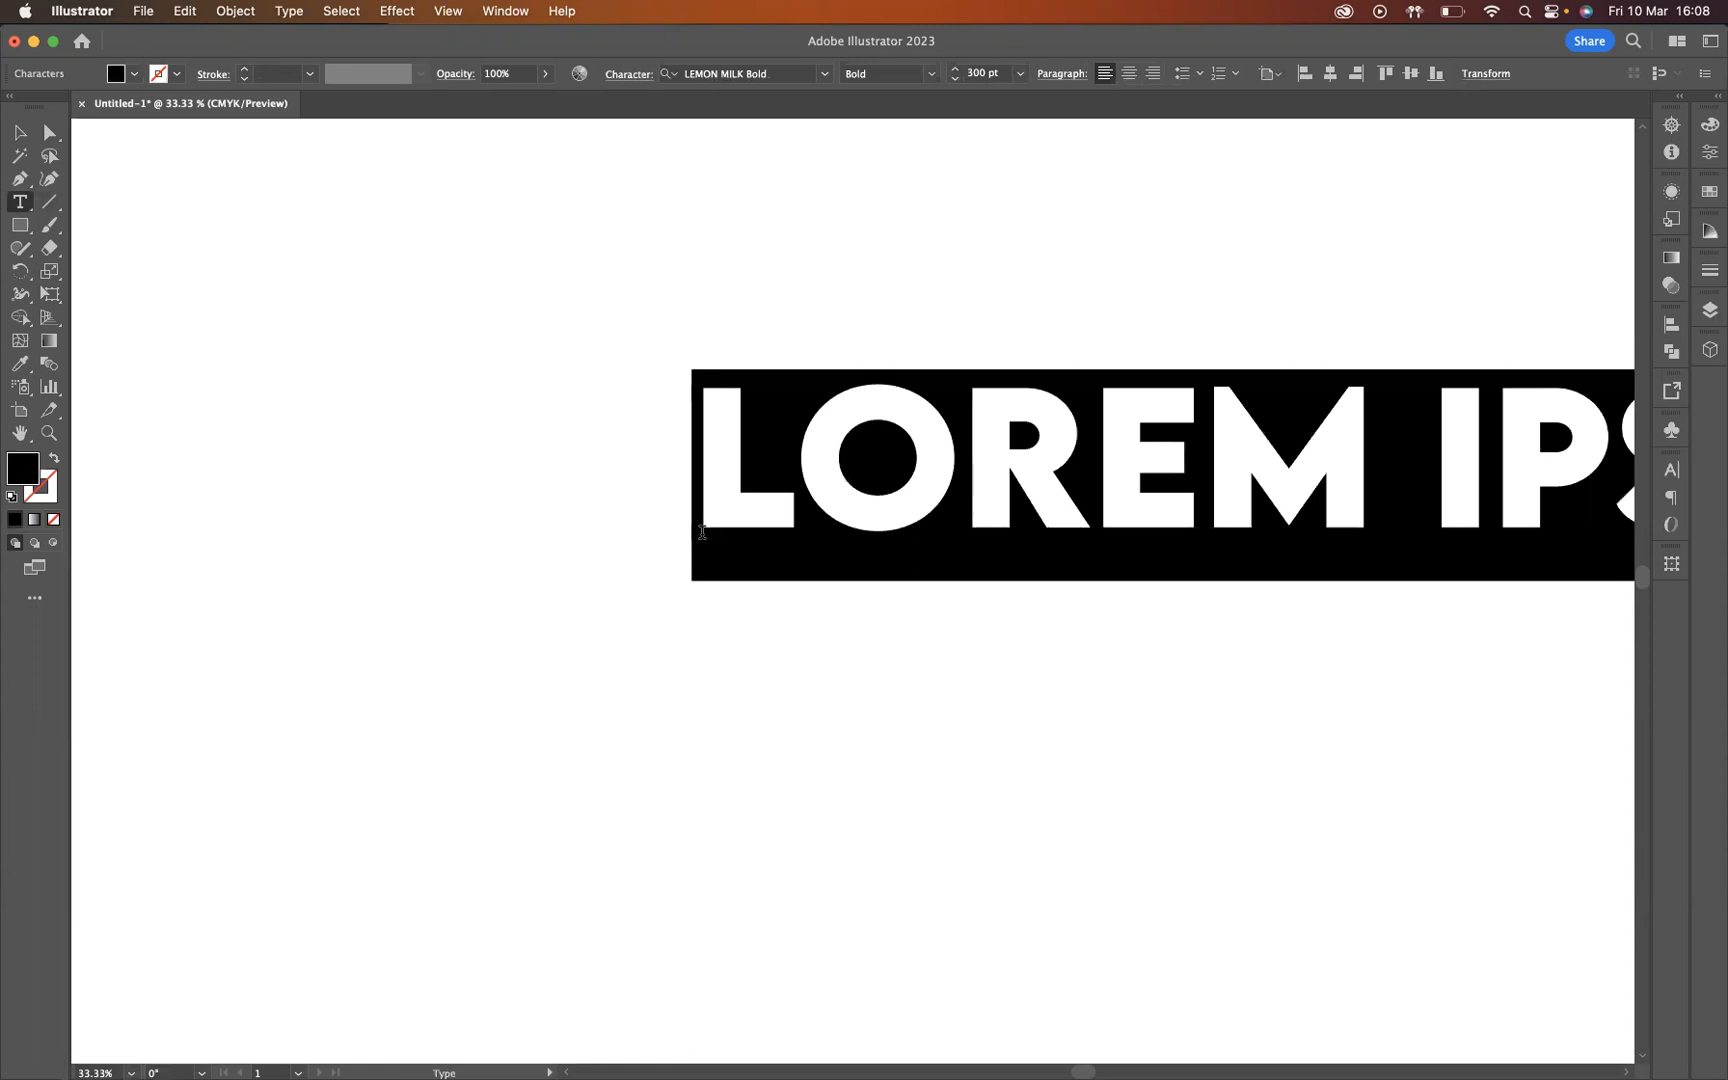 Illustrator File Edit Object Type Select Effect View Window Help Fri 10 Mar 16:08
Adobe Illustrator 2023 Share
Characters Stroke: Opacity: 100% Character: LEMON MILK Bold Bold 300 pt Paragraph: Transform
Untitled-1* @ 33.33 % (CMYK/Preview)
LOREM IPS
33.33% 0° 1 Type